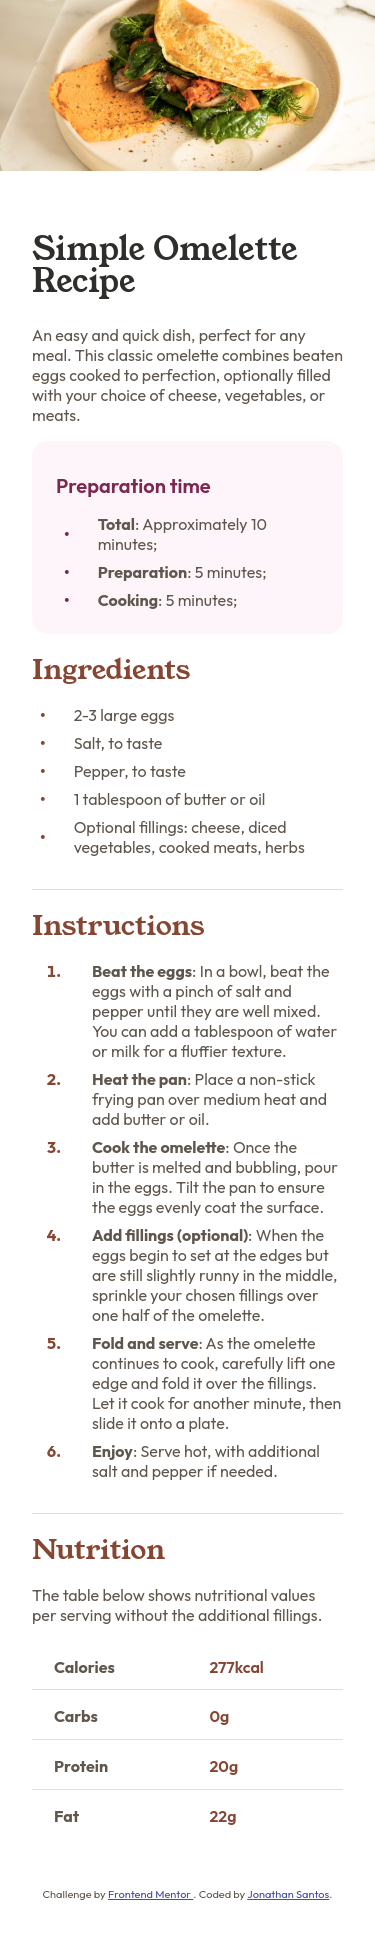 Simple Omelette
Recipe
An easy and quick dish, perfect for any
meal. This classic omelette combines beaten
eggs cooked to perfection, optionally filled
with your choice of cheese, vegetables, or
meats.
Preparation time
• Total: Approximately 10
minutes;
• Preparation: 5 minutes;
• Cooking: 5 minutes;
Ingredients
• 2-3 large eggs
• Salt, to taste
• Pepper, to taste
• 1 tablespoon of butter or oil
• Optional fillings: cheese, diced
vegetables, cooked meats, herbs
Instructions
1. Beat the eggs: In a bowl, beat the
eggs with a pinch of salt and
pepper until they are well mixed.
You can add a tablespoon of water
or milk for a fluffier texture.
2. Heat the pan: Place a non-stick
frying pan over medium heat and
add butter or oil.
3. Cook the omelette: Once the
butter is melted and bubbling, pour
in the eggs. Tilt the pan to ensure
the eggs evenly coat the surface.
4. Add fillings (optional): When the
eggs begin to set at the edges but
are still slightly runny in the middle,
sprinkle your chosen fillings over
one half of the omelette.
5. Fold and serve: As the omelette
continues to cook, carefully lift one
edge and fold it over the fillings.
Let it cook for another minute, then
slide it onto a plate.
6. Enjoy: Serve hot, with additional
salt and pepper if needed.
Nutrition
The table below shows nutritional values
per serving without the additional fillings.
Calories 277kcal
Carbs 0g
Protein 20g
Fat 22g
Challenge by Frontend Mentor . Coded by Jonathan Santos.